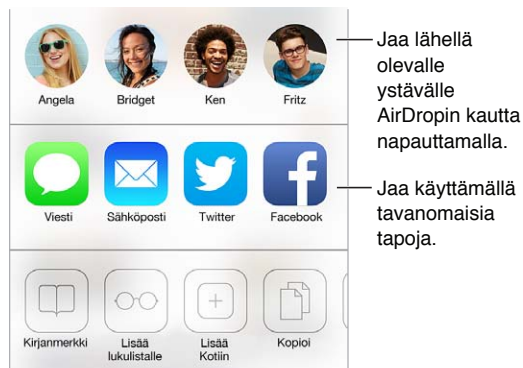 Angela Bridget Ken Fritz
Jaa lähellä
olevalle
ystävälle
AirDropin kautta
napauttamalla.
Viesti Sähköposti Twitter Facebook
Jaa käyttämällä
tavanomaisia
tapoja.
Kirjanmerkki Lisää Lisää Kopioi
lukulistalle Kotiin